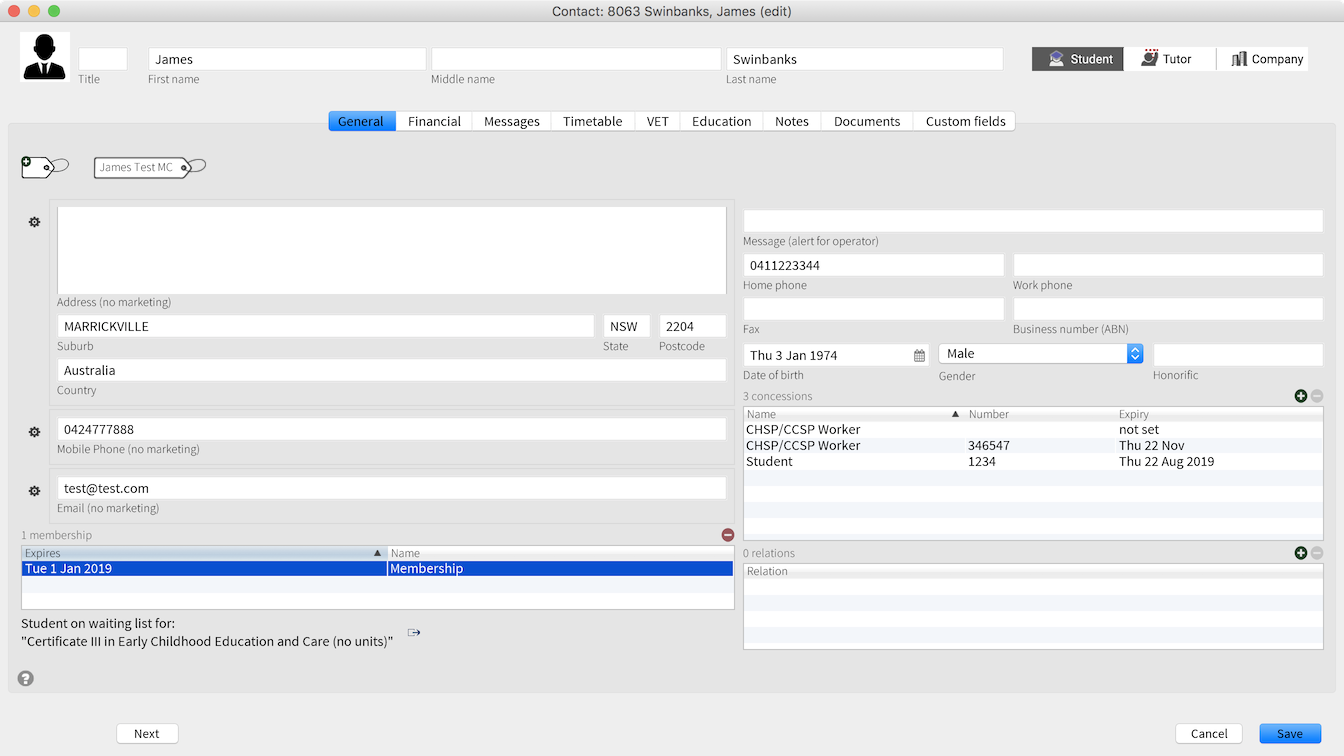 Contact: 8063 Swinbanks, James (edit)
James Swinbanks
Title First name Middle name Last name
Student Tutor Company
General Financial Messages Timetable VET Education Notes Documents Custom fields
James Test MC
Address (no marketing)
MARRICKVILLE NSW 2204
Suburb State Postcode
Australia
Country
0424777888
Mobile Phone (no marketing)
test@test.com
Email (no marketing)
1 membership
Expires Name
Tue 1 Jan 2019 Membership
Student on waiting list for:
"Certificate III in Early Childhood Education and Care (no units)"
Message (alert for operator)
0411223344
Home phone Work phone
Fax Business number (ABN)
Thu 3 Jan 1974 Male
Date of birth Gender Honorific
3 concessions
Name Number Expiry
CHSP/CCSP Worker not set
CHSP/CCSP Worker 346547 Thu 22 Nov
Student 1234 Thu 22 Aug 2019
0 relations
Relation
?
Next Cancel Save